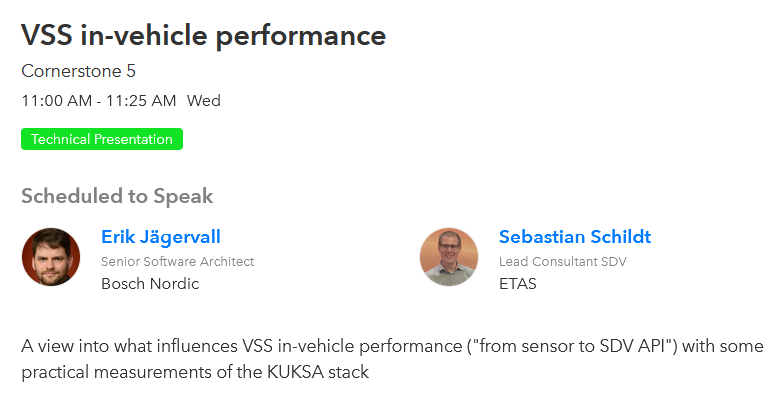 VSS in-vehicle performance
Cornerstone 5
11:00 AM - 11:25 AM Wed
Technical Presentation
Scheduled to Speak
Erik Jägervall
Senior Software Architect
Bosch Nordic
Sebastian Schildt
Lead Consultant SDV
ETAS
A view into what influences VSS in-vehicle performance ("from sensor to SDV API") with some
practical measurements of the KUKSA stack